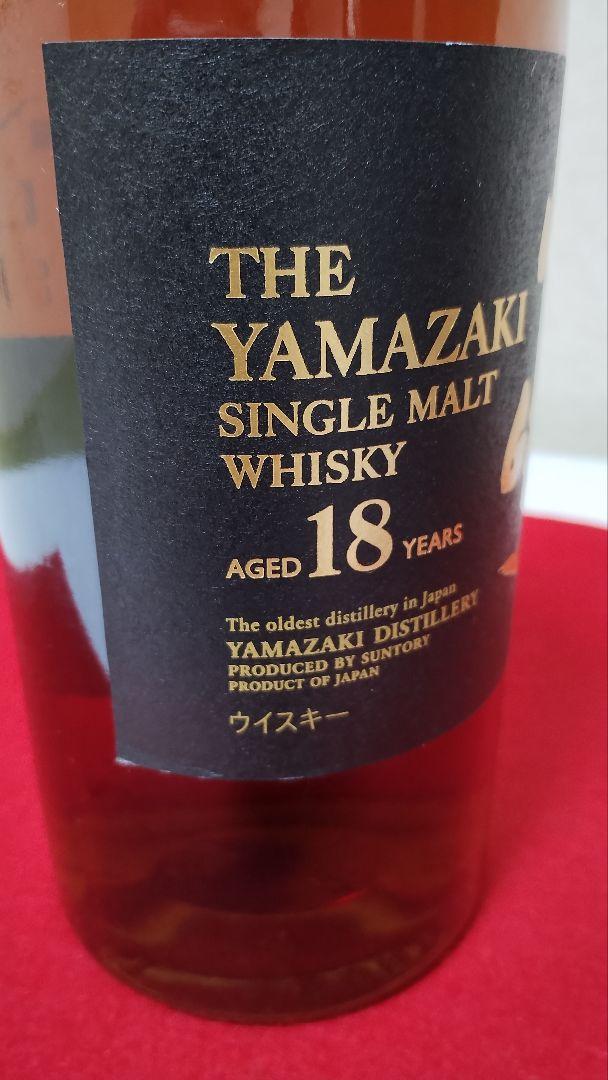 THE
YAMAZAKI
SINGLE MALT
WHISKY
AGED 18 YEARS
The oldest distillery in Japan
YAMAZAKI DISTILLERY
PRODUCED BY SUNTORY
PRODUCT OF JAPAN
ウイスキー